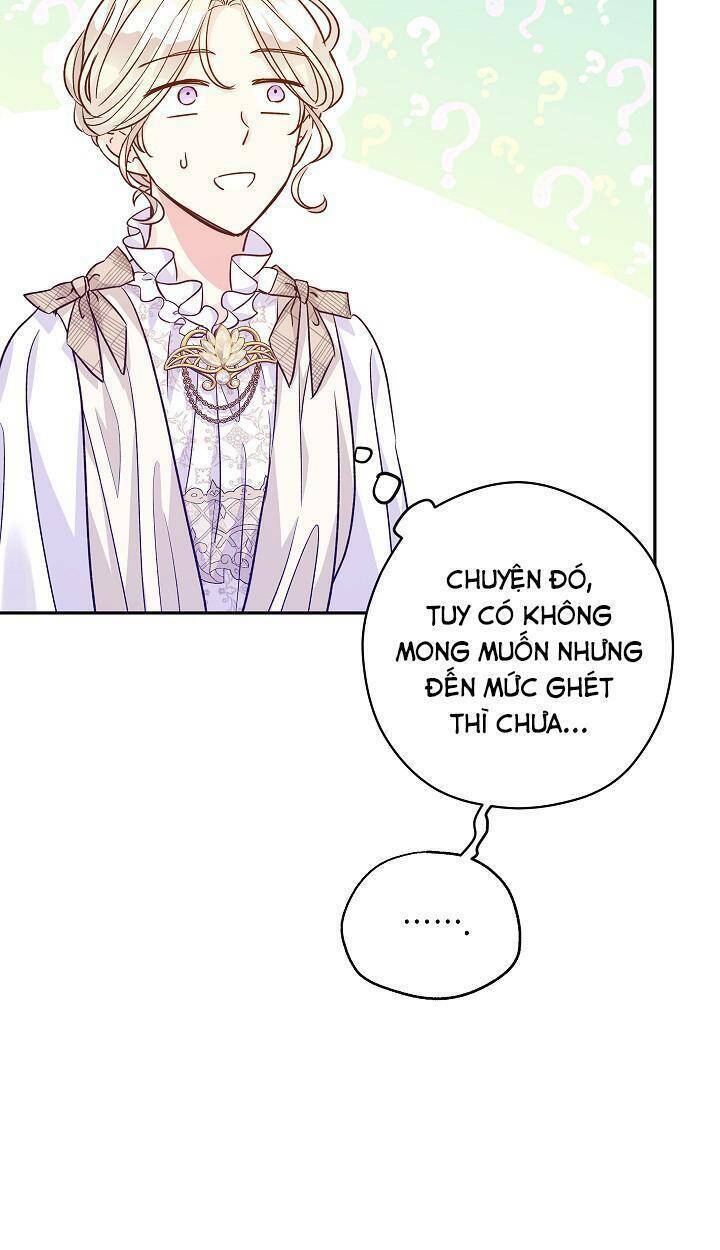 CHUYỆN ĐÓ,
TUY CÓ KHÔNG
MONG MUỐN NHƯNG
ĐẾN MỨC GHÉT
THÌ CHƯA...
.......